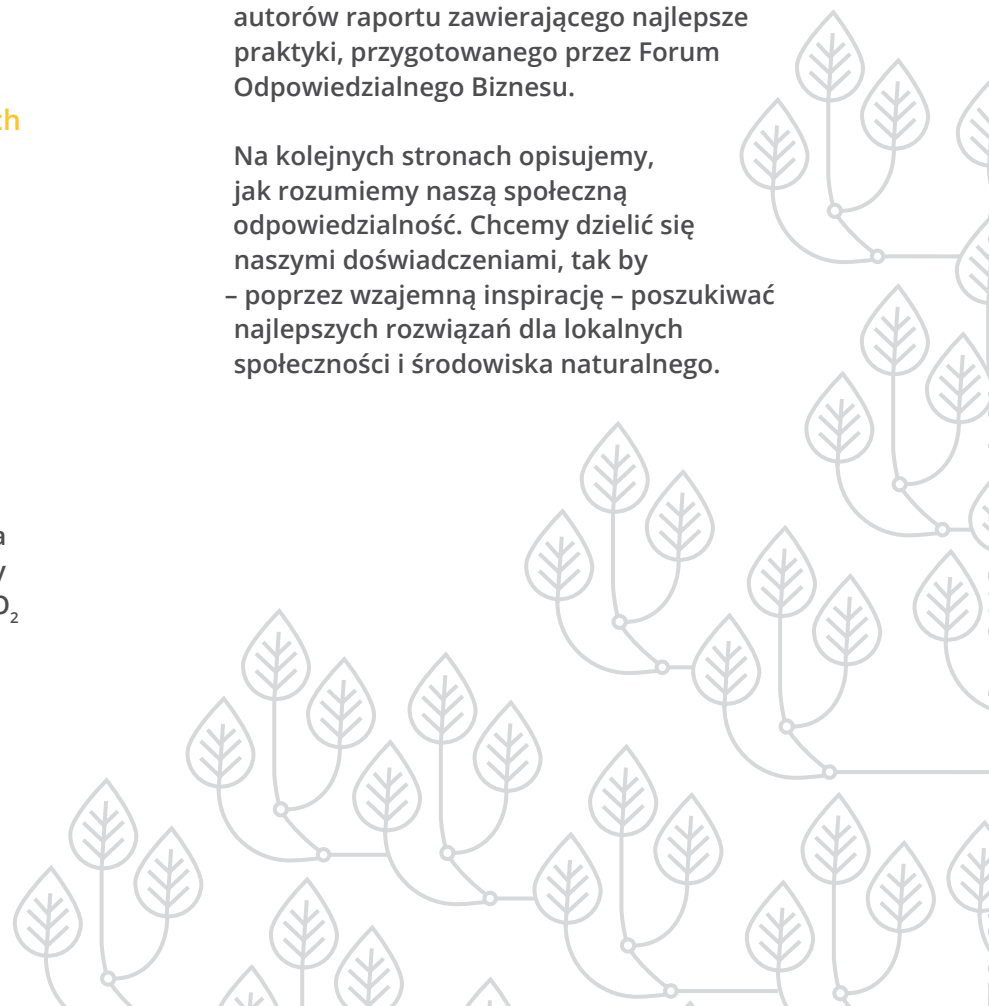 autorów raportu zawierającego najlepsze
praktyki, przygotowanego przez Forum
Odpowiedzialnego Biznesu.
Na kolejnych stronach opisujemy,
jak rozumiemy naszą społeczną
odpowiedzialność. Chcemy dzielić się
naszymi doświadczeniami, tak by
– poprzez wzajemną inspirację – poszukiwać
najlepszych rozwiązań dla lokalnych
społeczności i środowiska naturalnego.